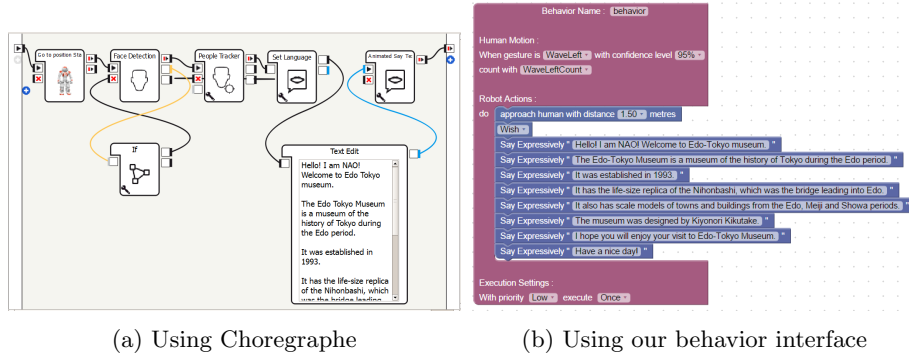 Go to position Sta
Face Detection
People Tracker
Set Language
Animated Say Te
If
Text Edit
Hello! I am NAO!
Welcome to Edo Tokyo
museum.
The Edo Tokyo Museum
is a museum of the
history of Tokyo during
the Edo period.
It was established in
1993.
It has the life-size replica
of the Nihonbashi, which
was the bridge leading
(a) Using Choregraphe
Behavior Name : behavior
Human Motion :
When gesture is WaveLeft with confidence level 95%
count with WaveLeftCount
Robot Actions :
do approach human with distance 1.50 metres
Wish
Say Expressively " Hello! I am NAO! Welcome to Edo-Tokyo museum. "
Say Expressively " The Edo-Tokyo Museum is a museum of the history of Tokyo during the Edo period. "
Say Expressively " It was established in 1993. "
Say Expressively " It has the life-size replica of the Nihonbashi, which was the bridge leading into Edo. "
Say Expressively " It also has scale models of towns and buildings from the Edo, Meiji and Showa periods. "
Say Expressively " The museum was designed by Kiyonori Kikutake. "
Say Expressively " I hope you will enjoy your visit to Edo-Tokyo Museum. "
Say Expressively " Have a nice day! "
Execution Settings :
With priority Low execute Once
(b) Using our behavior interface